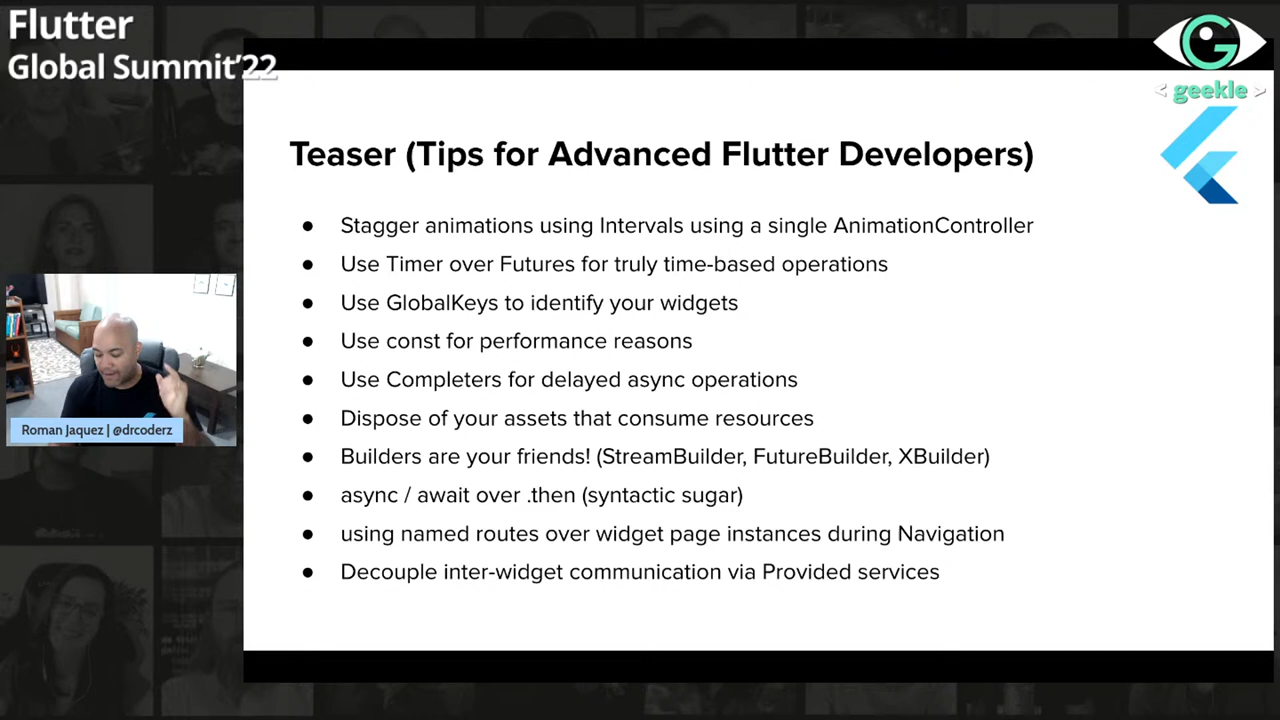 Flutter
Global Summit'22
G
< geekle >
Teaser (Tips for Advanced Flutter Developers)
● Stagger animations using Intervals using a single AnimationController
● Use Timer over Futures for truly time-based operations
● Use GlobalKeys to identify your widgets
● Use const for performance reasons
● Use Completers for delayed async operations
● Dispose of your assets that consume resources
● Builders are your friends! (StreamBuilder, FutureBuilder, XBuilder)
● async / await over .then (syntactic sugar)
● using named routes over widget page instances during Navigation
● Decouple inter-widget communication via Provided services
Roman Jaquez | @drcoderz